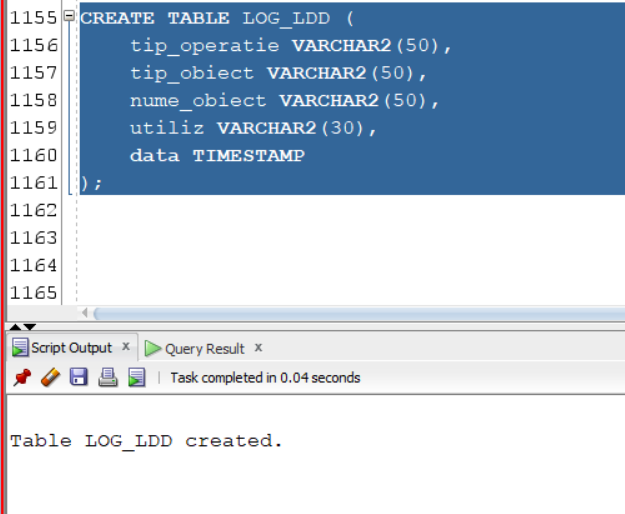 1155 CREATE TABLE LOG_LDD (
1156 tip_operatie VARCHAR2(50),
1157 tip_obiect VARCHAR2(50),
1158 nume_obiect VARCHAR2(50),
1159 utiliz VARCHAR2(30),
1160 data TIMESTAMP
1161 );
1162
1163
1164
1165
Script Output x Query Result x
Task completed in 0.04 seconds
Table LOG_LDD created.